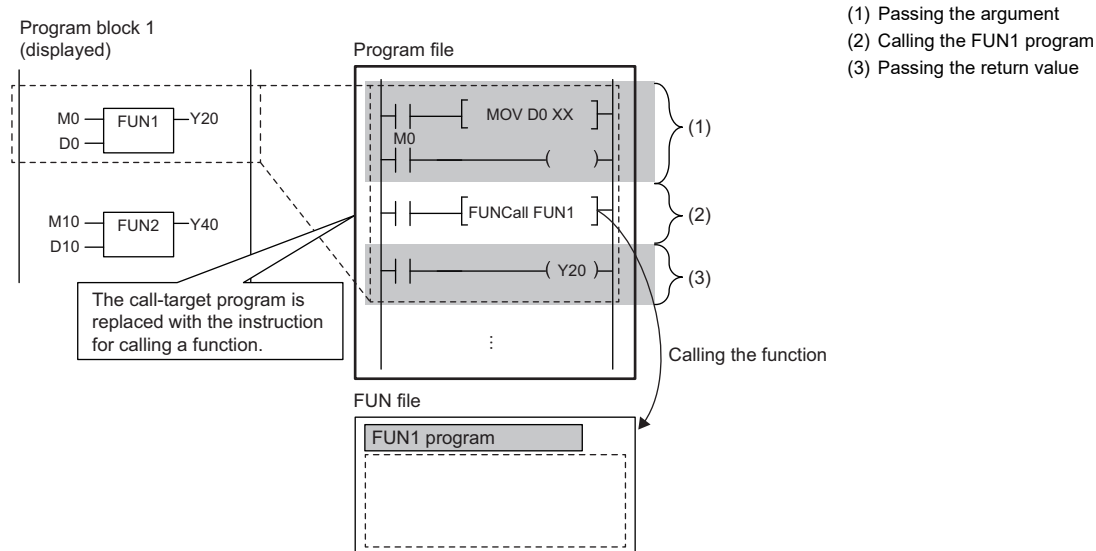 Program block 1
(displayed)
M0
D0
FUN1
Y20
M10
D10
FUN2
Y40
The call-target program is
replaced with the instruction
for calling a function.
Program file
MOV D0 XX
M0
(1)
FUNCall FUN1
(2)
Y20
(3)
⋮
Calling the function
FUN file
FUN1 program
(1) Passing the argument
(2) Calling the FUN1 program
(3) Passing the return value